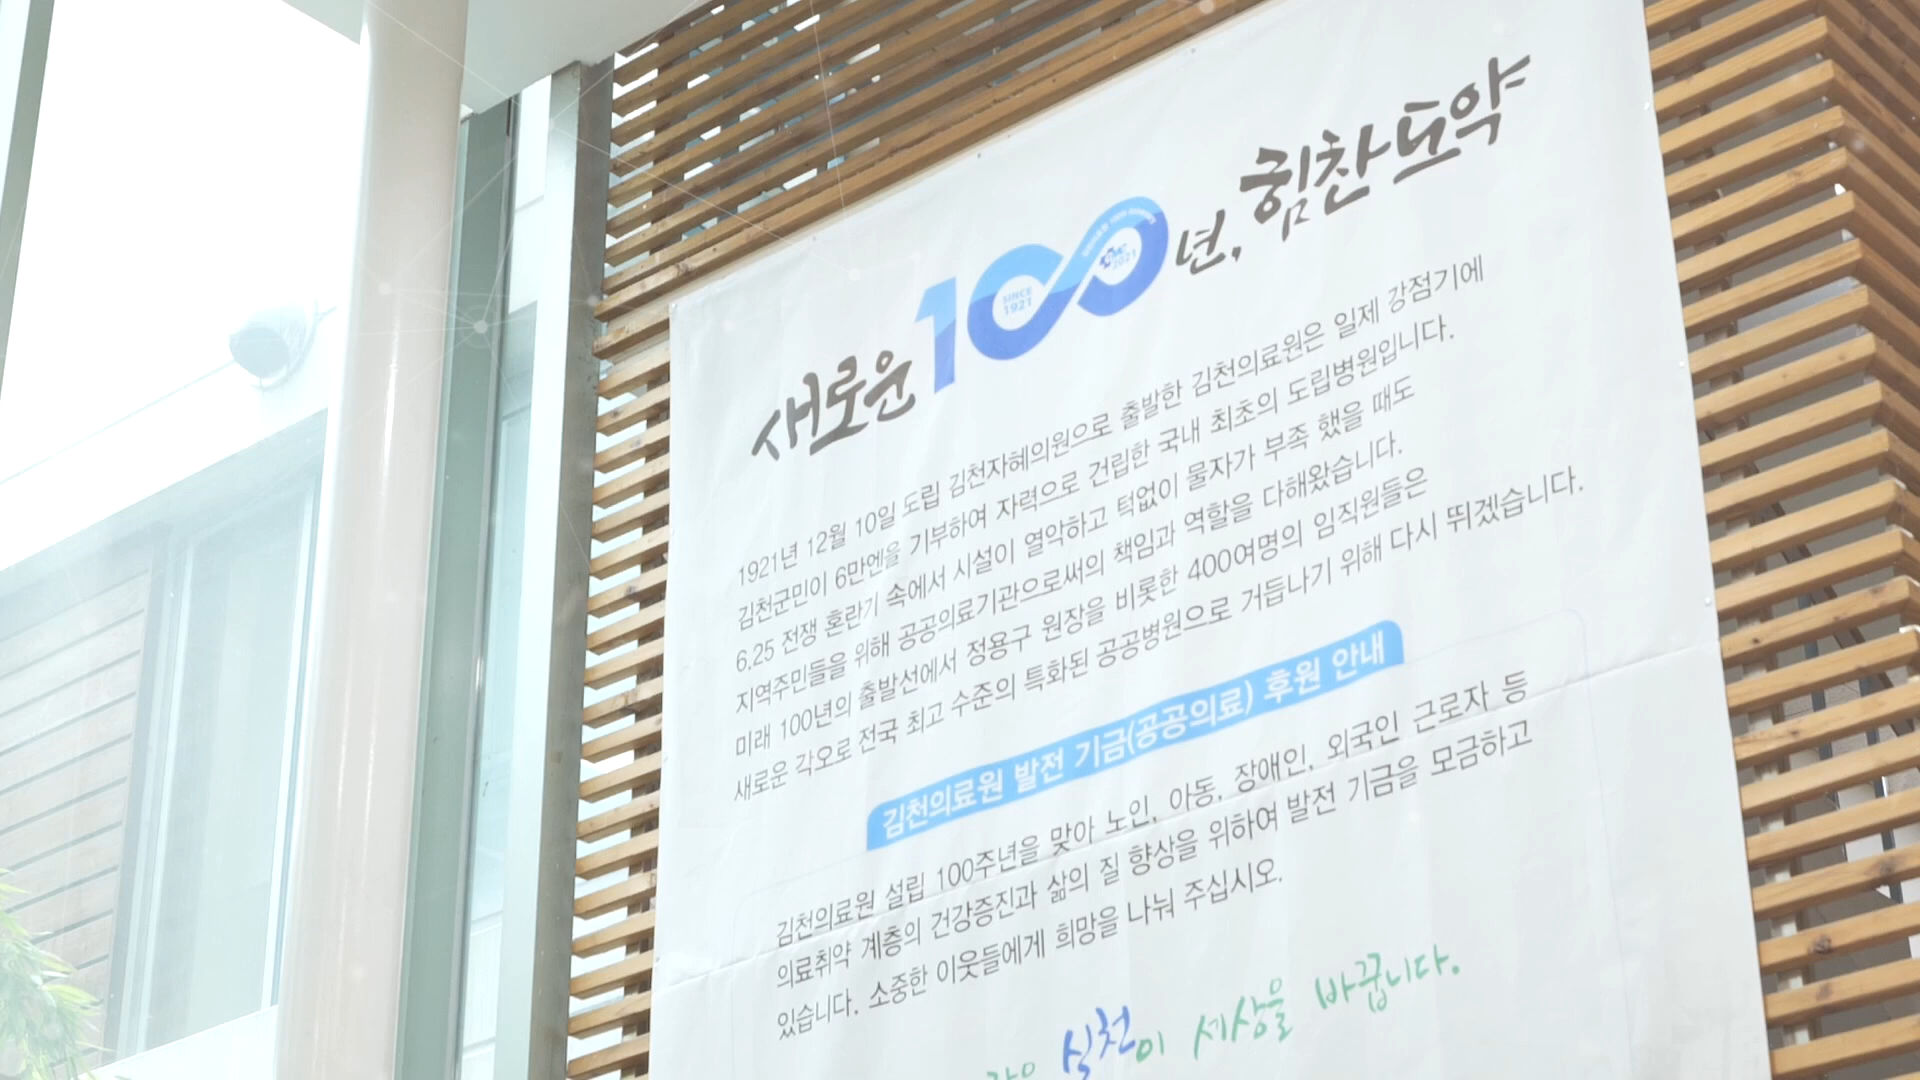 새로운 100년, 힘찬 도약
SINCE
1921
2021
1921년 12월 10일 도립 김천자혜의원으로 출발한 김천의료원은 일제 강점기에
김천군민이 6만엔을 기부하여 자력으로 건립한 국내 최초의 도립병원입니다.
6.25 전쟁 혼란기 속에서 시설이 열악하고 턱없이 물자가 부족 했을 때도
지역주민들을 위해 공공의료기관으로써의 책임과 역할을 다해왔습니다.
미래 100년의 출발선에서 정용구 원장을 비롯한 400여명의 임직원들은
새로운 각오로 전국 최고 수준의 특화된 공공병원으로 거듭나기 위해 다시 뛰겠습니다.
김천의료원 발전 기금(공공의료) 후원 안내
김천의료원 설립 100주년을 맞아 노인, 아동, 장애인, 외국인 근로자 등
의료취약 계층의 건강증진과 삶의 질 향상을 위하여 발전 기금을 모금하고
있습니다. 소중한 이웃들에게 희망을 나눠 주십시오.
실천이 세상을 바꿉니다.